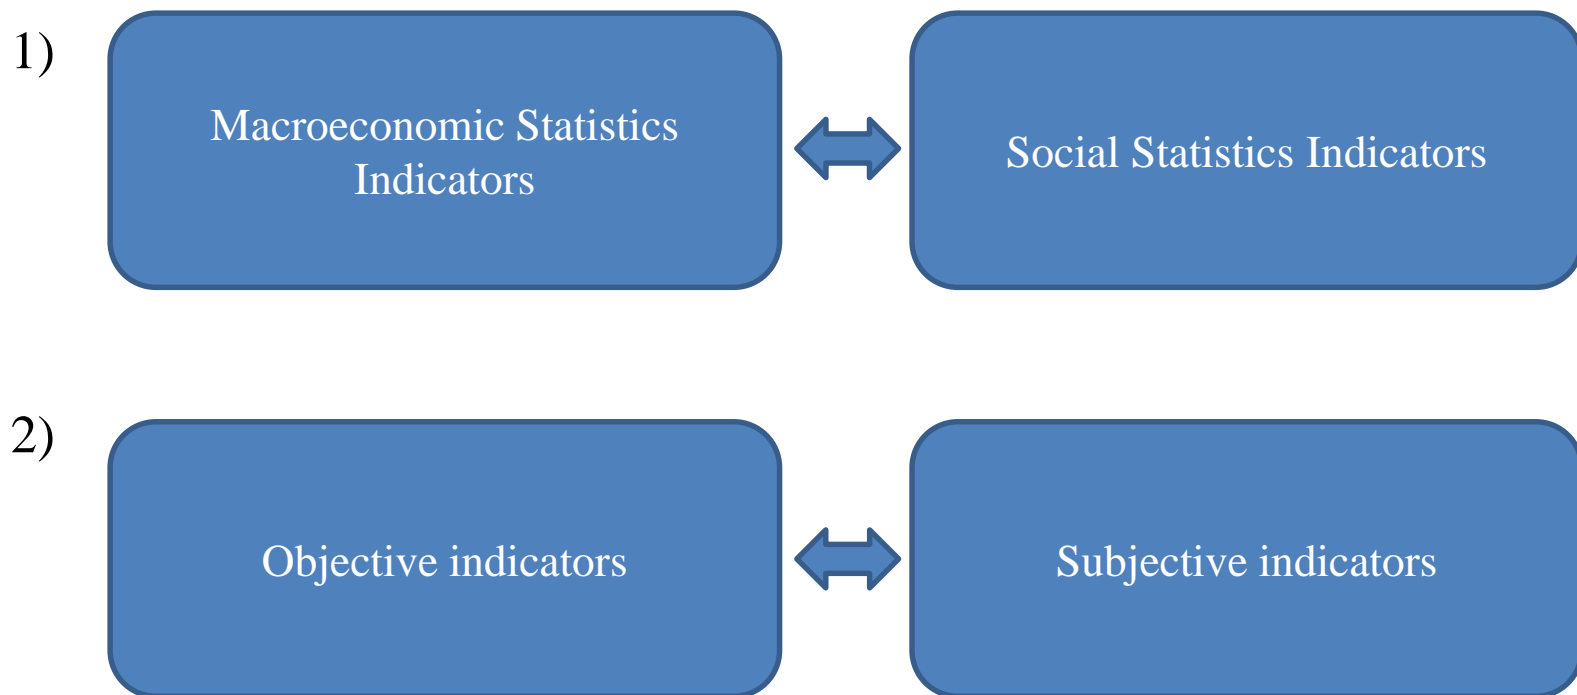 1)
Macroeconomic Statistics
Indicators
Social Statistics Indicators
2)
Objective indicators
Subjective indicators